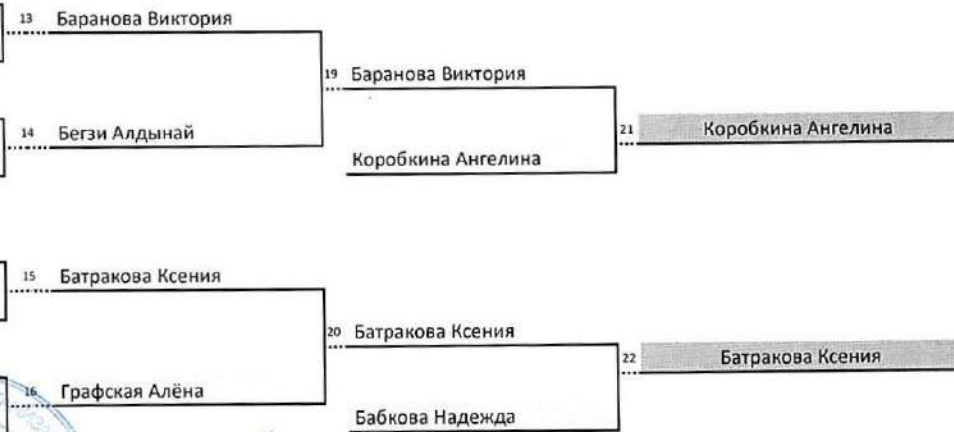 13 Баранова Виктория
19 Баранова Виктория
14 Бегзи Алдынай
21 Коробкина Ангелина
Коробкина Ангелина
15 Батракова Ксения
20 Батракова Ксения
22 Батракова Ксения
16 Графская Алёна
Бабкова Надежда